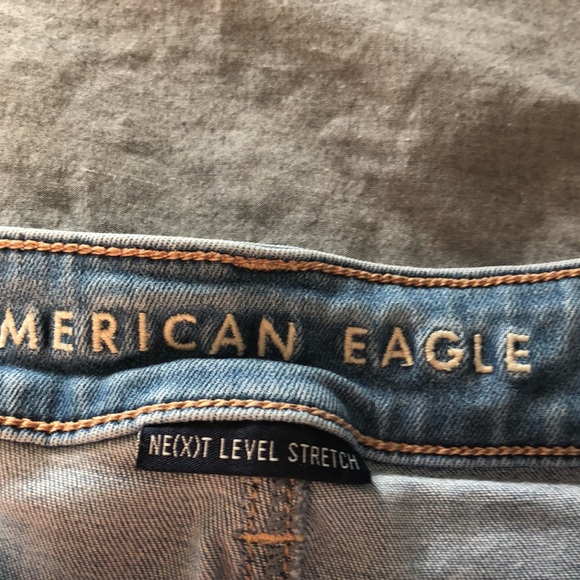 MERICAN EAGLE
NE(X)T LEVEL STRETCH